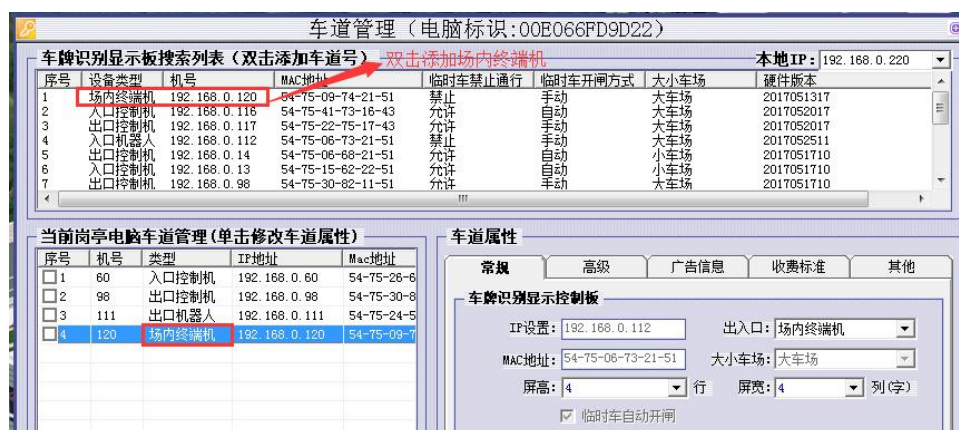 车道管理（电脑标识:00E066FD9D22）
车牌识别显示板搜索列表（双击添加车道号） 双击添加场内终端机 本地IP: 192.168.0.220
序号 设备类型 机号 MAC地址 临时车禁止通行 临时车开闸方式 大小车场 硬件版本
1 场内终端机 192.168.0.120 54-75-09-74-21-51 禁止 手动 大车场 2017051317
2 入口控制机 192.168.0.116 54-75-41-73-16-43 允许 自动 大车场 2017052017
3 出口控制机 192.168.0.117 54-75-22-75-17-43 允许 手动 大车场 2017052017
4 入口机器人 192.168.0.112 54-75-06-73-21-51 禁止 手动 大车场 2017052511
5 出口控制机 192.168.0.14 54-75-06-68-21-51 允许 自动 小车场 2017051710
6 入口控制机 192.168.0.13 54-75-15-62-22-51 允许 自动 小车场 2017051710
7 出口控制机 192.168.0.98 54-75-30-82-11-51 允许 手动 大车场 2017051710
当前岗亭电脑车道管理(单击修改车道属性)
序号 机号 类型 IP地址 Mac地址
1 60 入口控制机 192.168.0.60 54-75-26-6
2 98 出口控制机 192.168.0.98 54-75-30-8
3 111 出口机器人 192.168.0.111 54-75-24-5
4 120 场内终端机 192.168.0.120 54-75-09-7
车道属性
常规 高级 广告信息 收费标准 其他
车牌识别显示控制板
IP设置: 192.168.0.112 出入口: 场内终端机
MAC地址: 54-75-06-73-21-51 大小车场: 大车场
屏高: 4 行 屏宽: 4 列(字)
临时车自动开闸